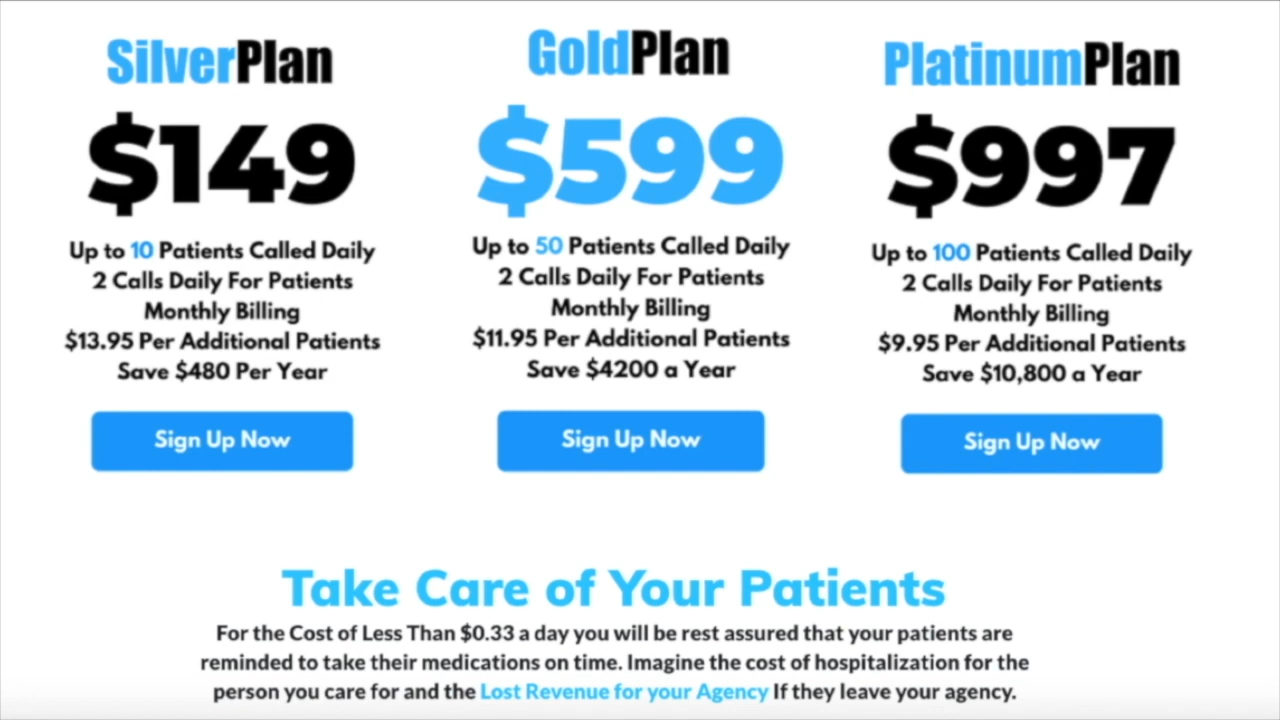 SilverPlan
$149
Up to 10 Patients Called Daily
2 Calls Daily For Patients
Monthly Billing
$13.95 Per Additional Patients
Save $480 Per Year
Sign Up Now
GoldPlan
$599
Up to 50 Patients Called Daily
2 Calls Daily For Patients
Monthly Billing
$11.95 Per Additional Patients
Save $4200 a Year
Sign Up Now
PlatinumPlan
$997
Up to 100 Patients Called Daily
2 Calls Daily For Patients
Monthly Billing
$9.95 Per Additional Patients
Save $10,800 a Year
Sign Up Now
Take Care of Your Patients
For the Cost of Less Than $0.33 a day you will be rest assured that your patients are
reminded to take their medications on time. Imagine the cost of hospitalization for the
person you care for and the Lost Revenue for your Agency If they leave your agency.